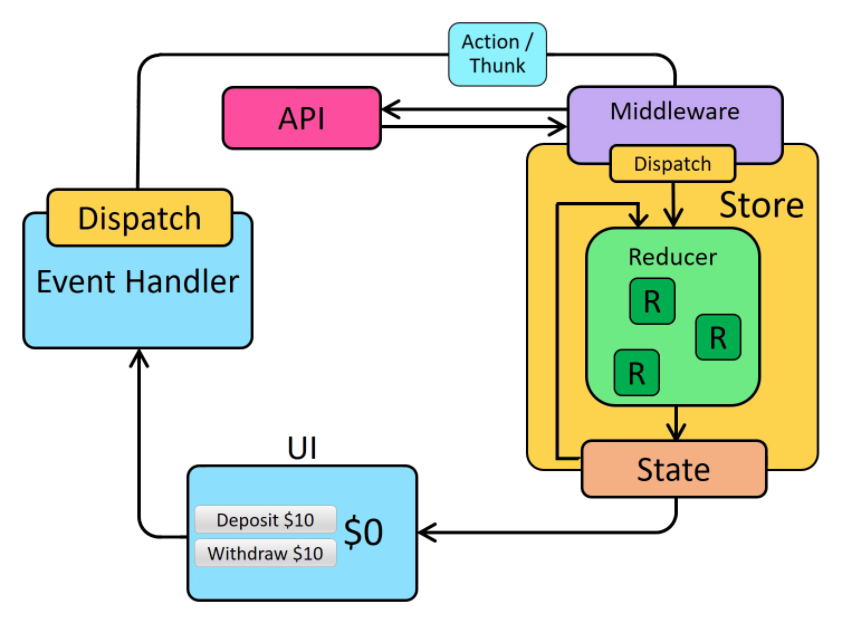 Action /
Thunk
API
Middleware
Dispatch
Store
Dispatch
Event Handler
Reducer
R
R
R
UI
State
Deposit $10
$0
Withdraw $10